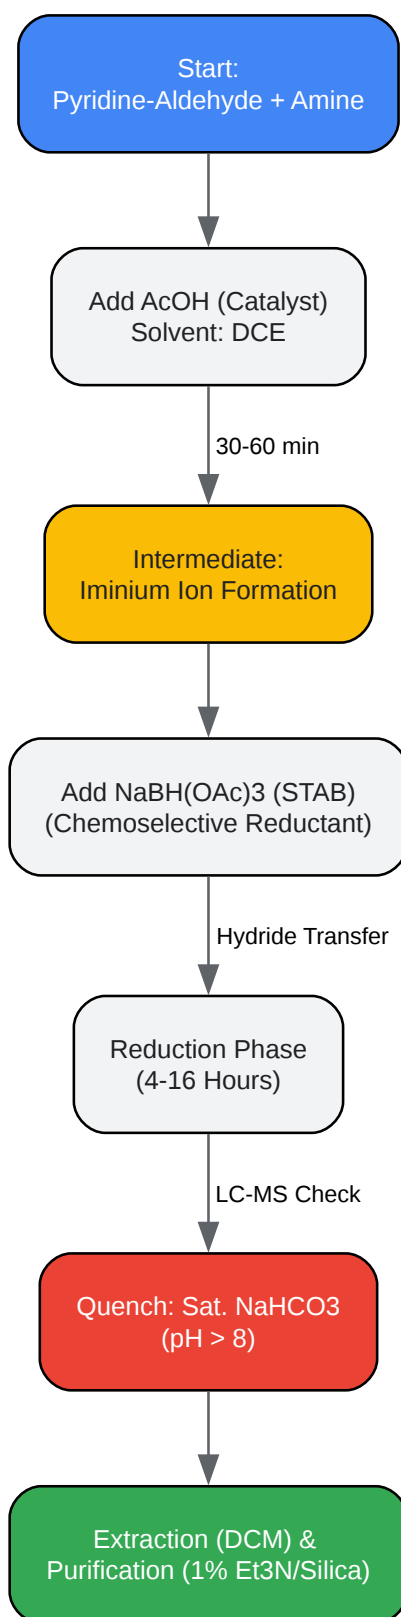 Start:
Pyridine-Aldehyde + Amine
Add AcOH (Catalyst)
Solvent: DCE
30-60 min
Intermediate:
Iminium Ion Formation
Add NaBH(OAc)3 (STAB)
(Chemoselective Reductant)
Hydride Transfer
Reduction Phase
(4-16 Hours)
LC-MS Check
Quench: Sat. NaHCO3
(pH > 8)
Extraction (DCM) &
Purification (1% Et3N/Silica)